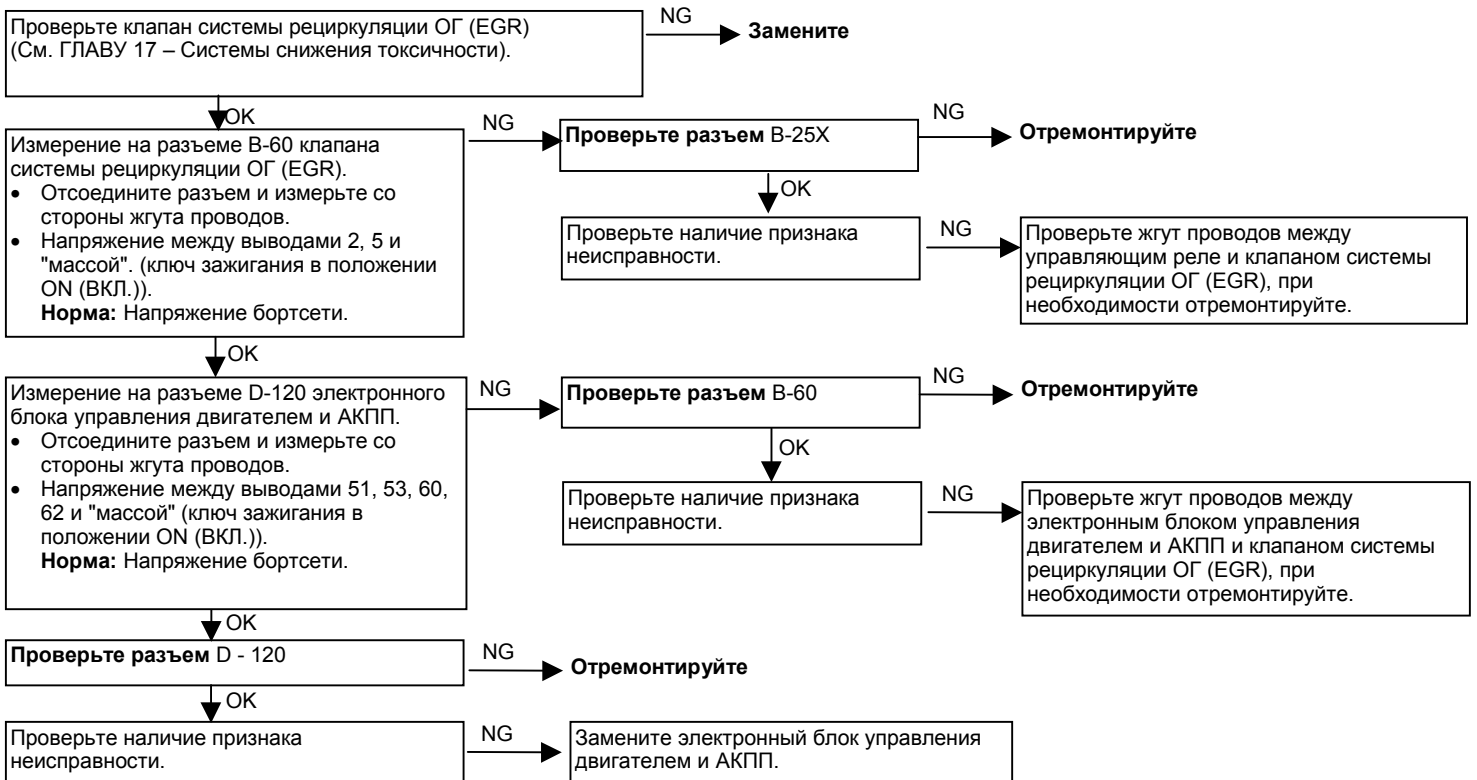 Проверьте клапан системы рециркуляции ОГ (EGR)
(См. ГЛАВУ 17 – Системы снижения токсичности).
NG
Замените
OK
Измерение на разъеме B-60 клапана
системы рециркуляции ОГ (EGR).
• Отсоедините разъем и измерьте со
стороны жгута проводов.
• Напряжение между выводами 2, 5 и
"массой". (ключ зажигания в положении
ON (ВКЛ.)).
Норма: Напряжение бортсети.
NG
Проверьте разъем B-25X
NG
Отремонтируйте
OK
Проверьте наличие признака
неисправности.
NG
Проверьте жгут проводов между
управляющим реле и клапаном системы
рециркуляции ОГ (EGR), при
необходимости отремонтируйте.
OK
Измерение на разъеме D-120 электронного
блока управления двигателем и АКПП.
• Отсоедините разъем и измерьте со
стороны жгута проводов.
• Напряжение между выводами 51, 53, 60,
62 и "массой" (ключ зажигания в
положении ON (ВКЛ.)).
Норма: Напряжение бортсети.
NG
Проверьте разъем B-60
NG
Отремонтируйте
OK
Проверьте наличие признака
неисправности.
NG
Проверьте жгут проводов между
электронным блоком управления
двигателем и АКПП и клапаном системы
рециркуляции ОГ (EGR), при
необходимости отремонтируйте.
OK
Проверьте разъем D - 120
NG
Отремонтируйте
OK
Проверьте наличие признака
неисправности.
NG
Замените электронный блок управления
двигателем и АКПП.